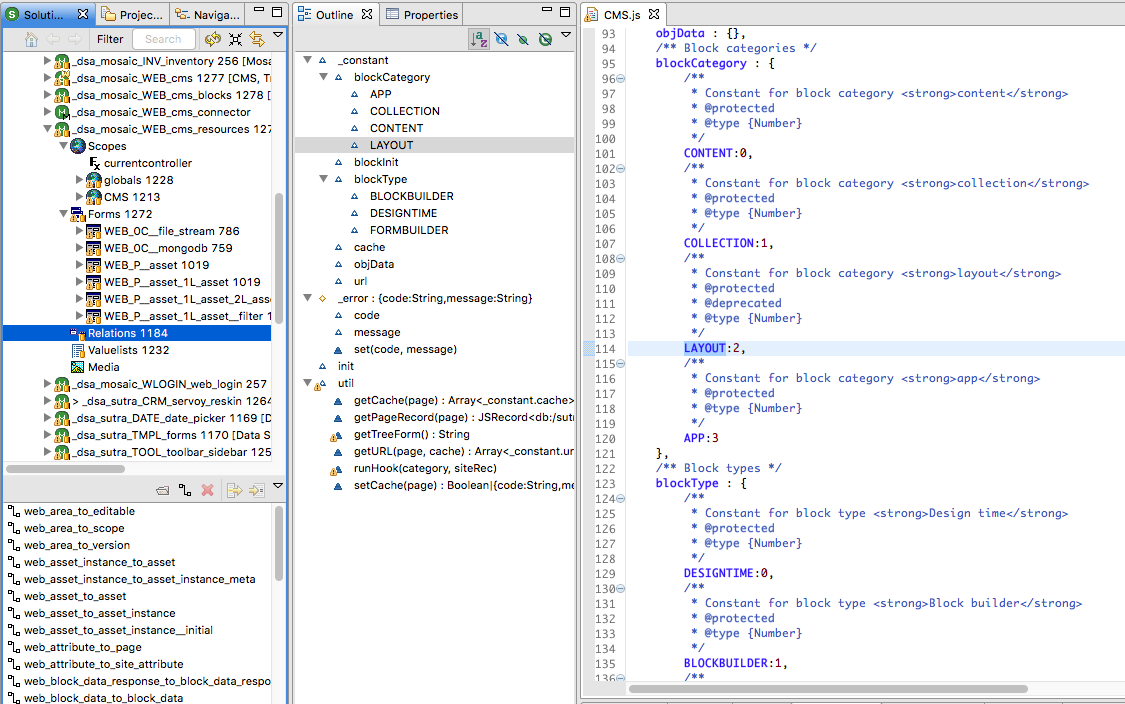 Soluti...
Projec...
Naviga...
Filter
Search
_dsa_mosaic_INV_inventory 256 [Mosa
_dsa_mosaic_WEB_cms 1277 [CMS, T
_dsa_mosaic_WEB_cms_blocks 1278 [
_dsa_mosaic_WEB_cms_connector
_dsa_mosaic_WEB_cms_resources 127
Scopes
currentcontroller
globals 1228
CMS 1213
Forms 1272
WEB_0C__file_stream 786
WEB_0C__mongodb 759
WEB_P__asset 1019
WEB_P__asset_1L_asset 1019
WEB_P__asset_1L_asset_2L_ass
WEB_P__asset_1L_asset__filter 1
Relations 1184
Valuelists 1232
Media
_dsa_mosaic_WLOGIN_web_login 257
> _dsa_sutra_CRM_servoy_reskin 1264
_dsa_sutra_DATE_date_picker 1169 [D
_dsa_sutra_TMPL_forms 1170 [Data S
_dsa_sutra_TOOL_toolbar_sidebar 125
web_area_to_editable
web_area_to_scope
web_area_to_version
web_asset_instance_to_asset
web_asset_instance_to_asset_instance_meta
web_asset_to_asset
web_asset_to_asset_instance
web_asset_to_asset_instance__initial
web_attribute_to_page
web_attribute_to_site_attribute
web_block_data_response_to_block_data_respo
web_block_data_to_block_data
Outline
Properties
_constant
blockCategory
APP
COLLECTION
CONTENT
LAYOUT
blockInit
blockType
BLOCKBUILDER
DESIGNTIME
FORMBUILDER
cache
objData
url
_error : {code:String,message:String}
code
message
set(code, message)
init
util
getCache(page) : Array<_constant.cache>
getPageRecord(page) : JSRecord<db:/sut
getTreeForm() : String
getURL(page, cache) : Array<_constant.ur
runHook(category, siteRec)
setCache(page) : Boolean|{code:String,me
CMS.js
93 objData : {},
94 /** Block categories */
95 blockCategory : {
96 /**
97 * Constant for block category <strong>content</strong>
98 * @protected
99 * @type {Number}
100 */
101 CONTENT:0,
102 /**
103 * Constant for block category <strong>collection</strong>
104 * @protected
105 * @type {Number}
106 */
107 COLLECTION:1,
108 /**
109 * Constant for block category <strong>layout</strong>
110 * @protected
111 * @deprecated
112 * @type {Number}
113 */
114 LAYOUT:2,
115 /**
116 * Constant for block category <strong>app</strong>
117 * @protected
118 * @type {Number}
119 */
120 APP:3
121 },
122 /** Block types */
123 blockType : {
124 /**
125 * Constant for block type <strong>Design time</strong>
126 * @protected
127 * @type {Number}
128 */
129 DESIGNTIME:0,
130 /**
131 * Constant for block type <strong>Block builder</strong>
132 * @protected
133 * @type {Number}
134 */
135 BLOCKBUILDER:1,
136 /**